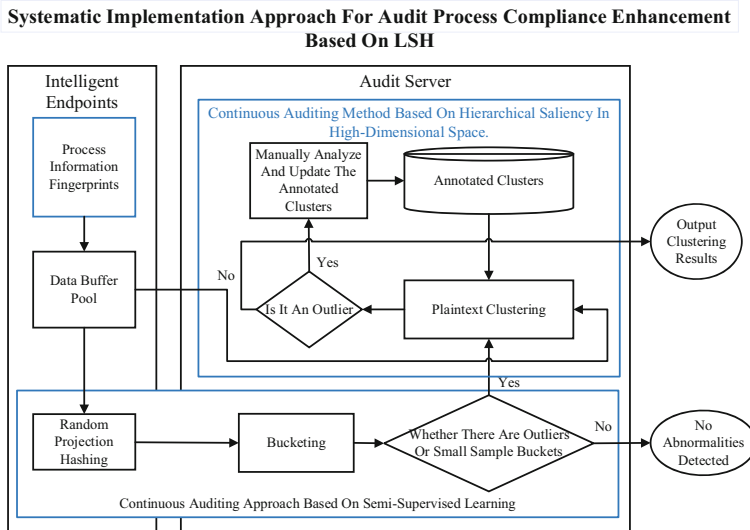 Systematic Implementation Approach For Audit Process Compliance Enhancement
Based On LSH
Intelligent
Endpoints
Audit Server
Continuous Auditing Method Based On Hierarchical Saliency In
High-Dimensional Space.
Process
Information
Fingerprints
Manually Analyze
And Update The
Annotated
Clusters
Annotated Clusters
Output
Clustering
Results
Data Buffer
Pool
No
Yes
Is It An Outlier
Plaintext Clustering
Yes
Random
Projection
Hashing
Bucketing
Whether There Are Outliers
Or Small Sample Buckets
No
No
Abnormalities
Detected
Continuous Auditing Approach Based On Semi-Supervised Learning